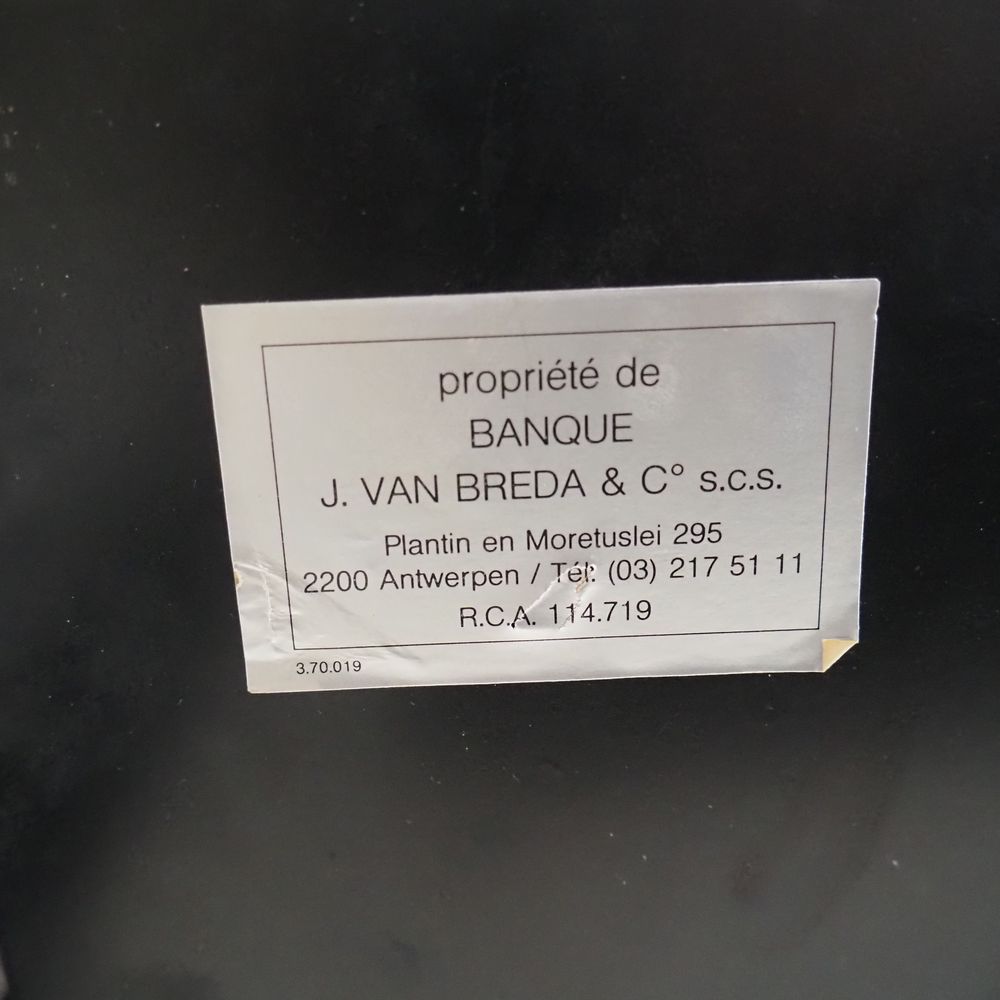 propriété de
BANQUE
J. VAN BREDA & C° s.c.s.
Plantin en Moretuslei 295
2200 Antwerpen / Tél: (03) 217 51 11
R.C.A. 114.719
3.70.019